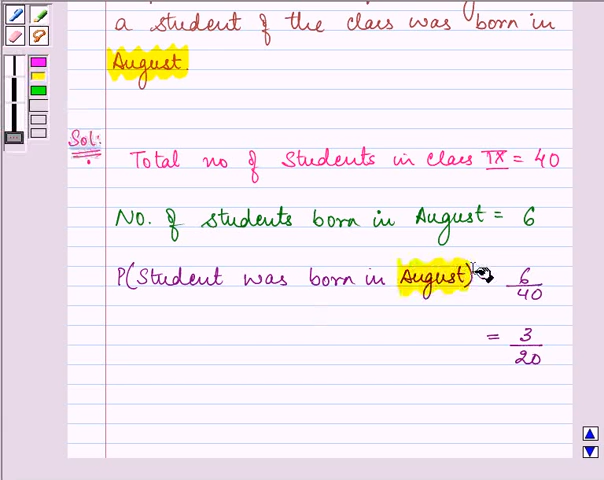 a student of the class was born in
August.
Sol:
Total no of Students in class IX = 40
No. of students born in August = 6
P(Student was born in August) 6/40
= 3/20